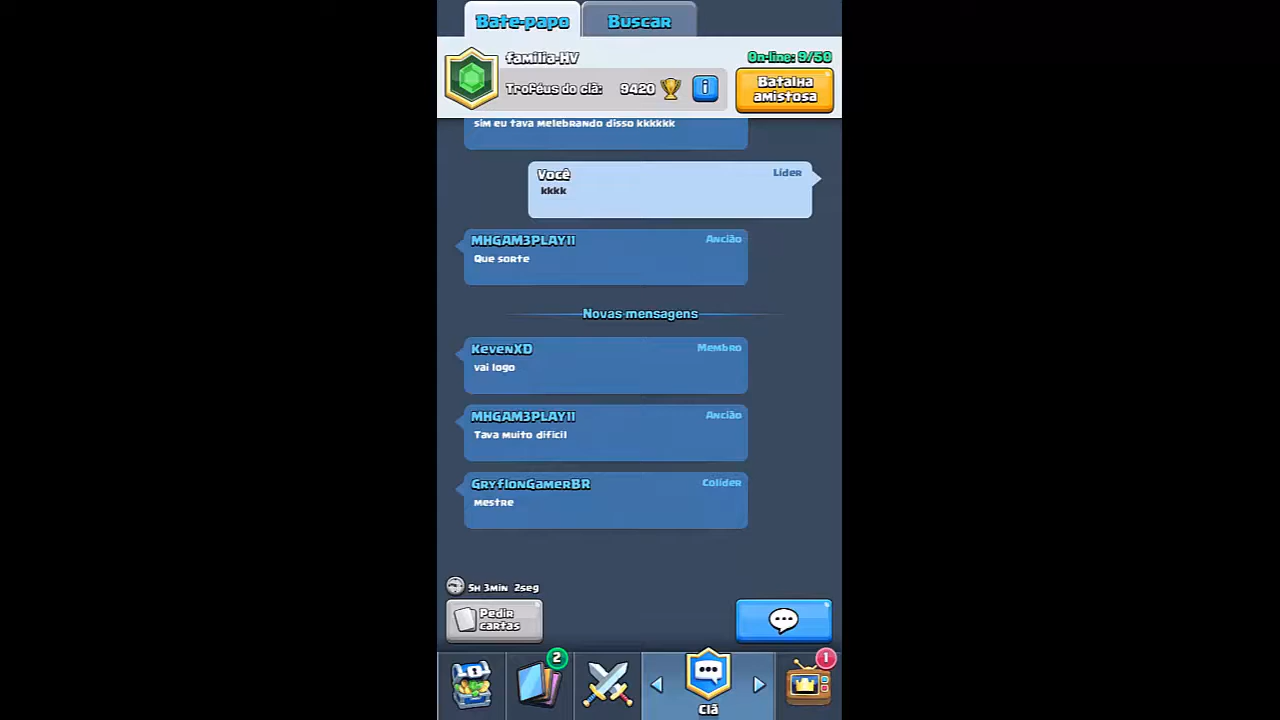 Bate-papo
Buscar
família-HV
On-line: 9/50
Troféus do clã: 9420
i
Batalha
amistosa
sim eu tava melebrando disso kkkkkk
Você
Líder
kkkk
MHGAM3PLAY11
Ancião
Que sorte
Novas mensagens
KevenXD
Membro
vai logo
MHGAM3PLAY11
Ancião
Tava muito dificil
GryfionGamerBR
Colíder
mestre
5h 3min 2seg
Pedir
cartas
2
1
Clã